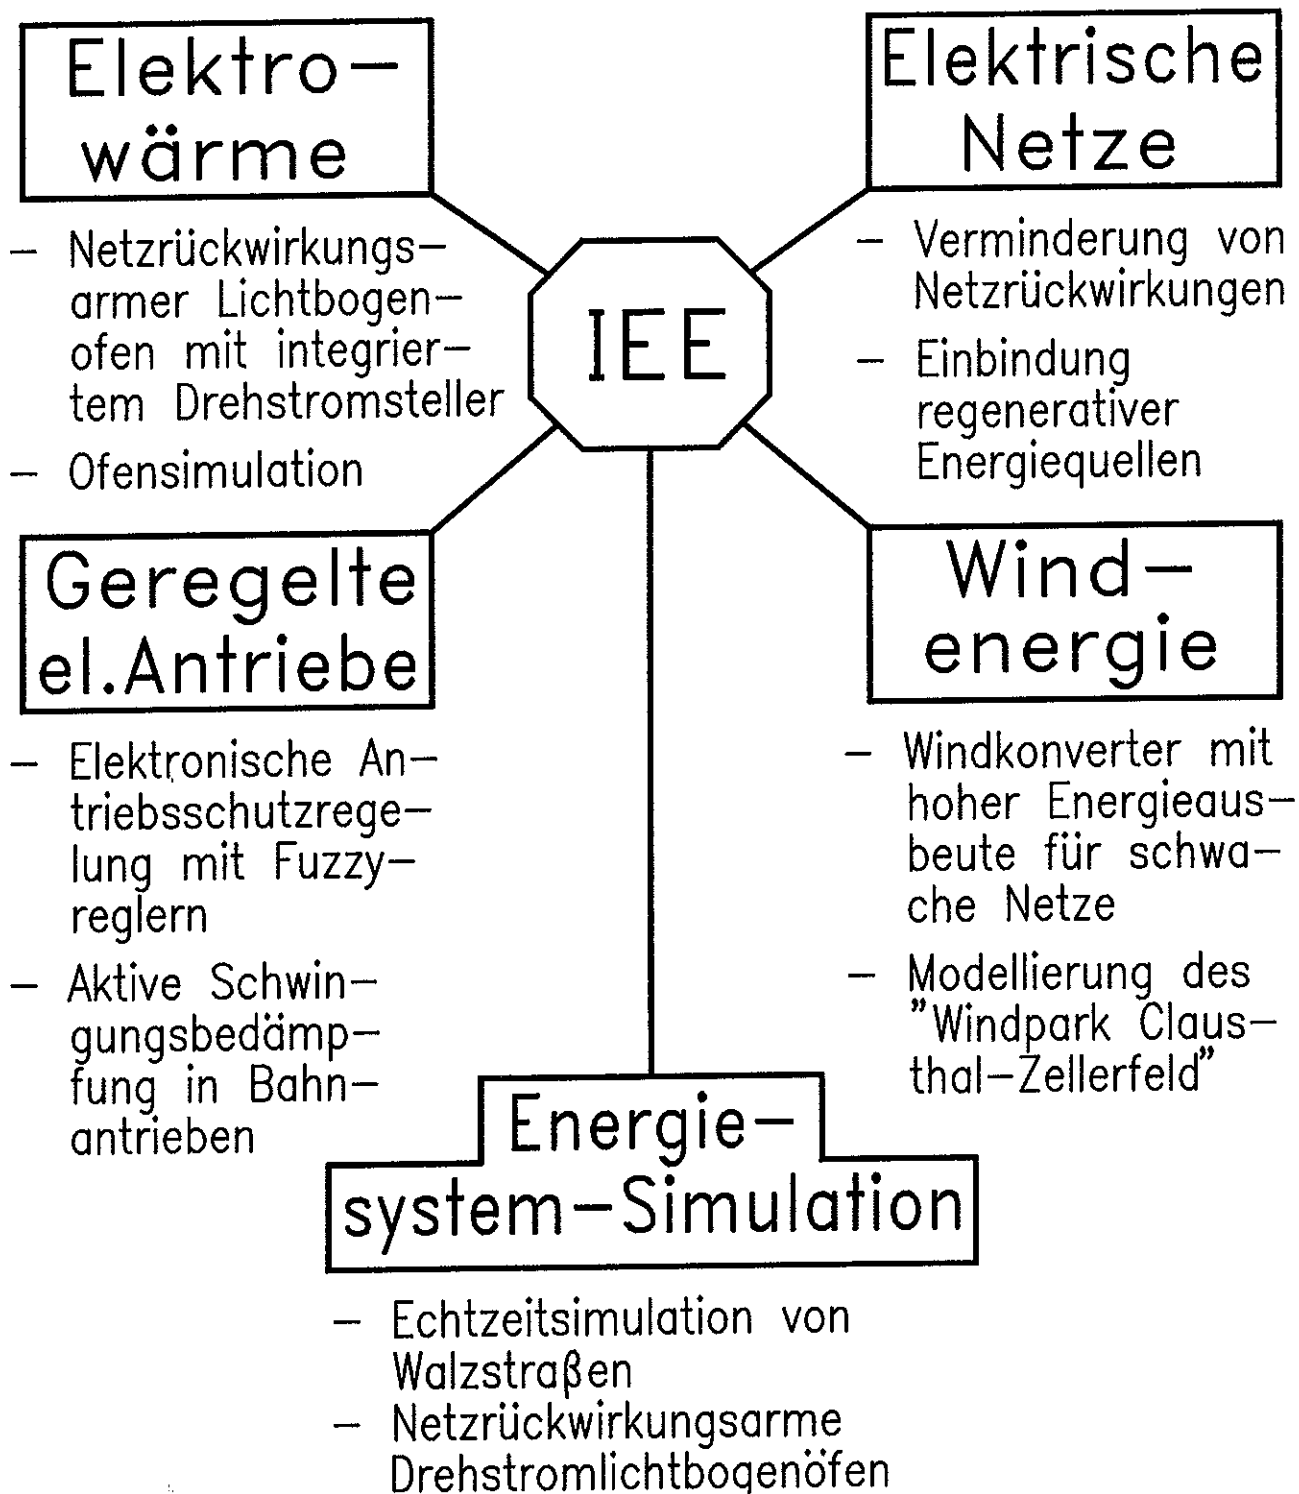 Elektro-
wärme
- Netzrückwirkungs-
armer Lichtbogen-
ofen mit integrier-
tem Drehstromsteller
- Ofensimulation
Elektrische
Netze
- Verminderung von
Netzrückwirkungen
- Einbindung
regenerativer
Energiequellen
IEE
Geregelte
el.Antriebe
- Elektronische An-
triebsschutzrege-
lung mit Fuzzy-
reglern
- Aktive Schwin-
gungsbedämp-
fung in Bahn-
antrieben
Wind-
energie
- Windkonverter mit
hoher Energieaus-
beute für schwa-
che Netze
- Modellierung des
"Windpark Claus-
thal-Zellerfeld"
Energie-
system-Simulation
- Echtzeitsimulation von
Walzstraßen
- Netzrückwirkungsarme
Drehstromlichtbogenöfen